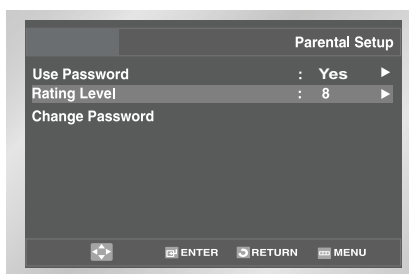 Parental Setup
Use Password : Yes ►
Rating Level : 8 ►
Change Password
ENTER RETURN MENU